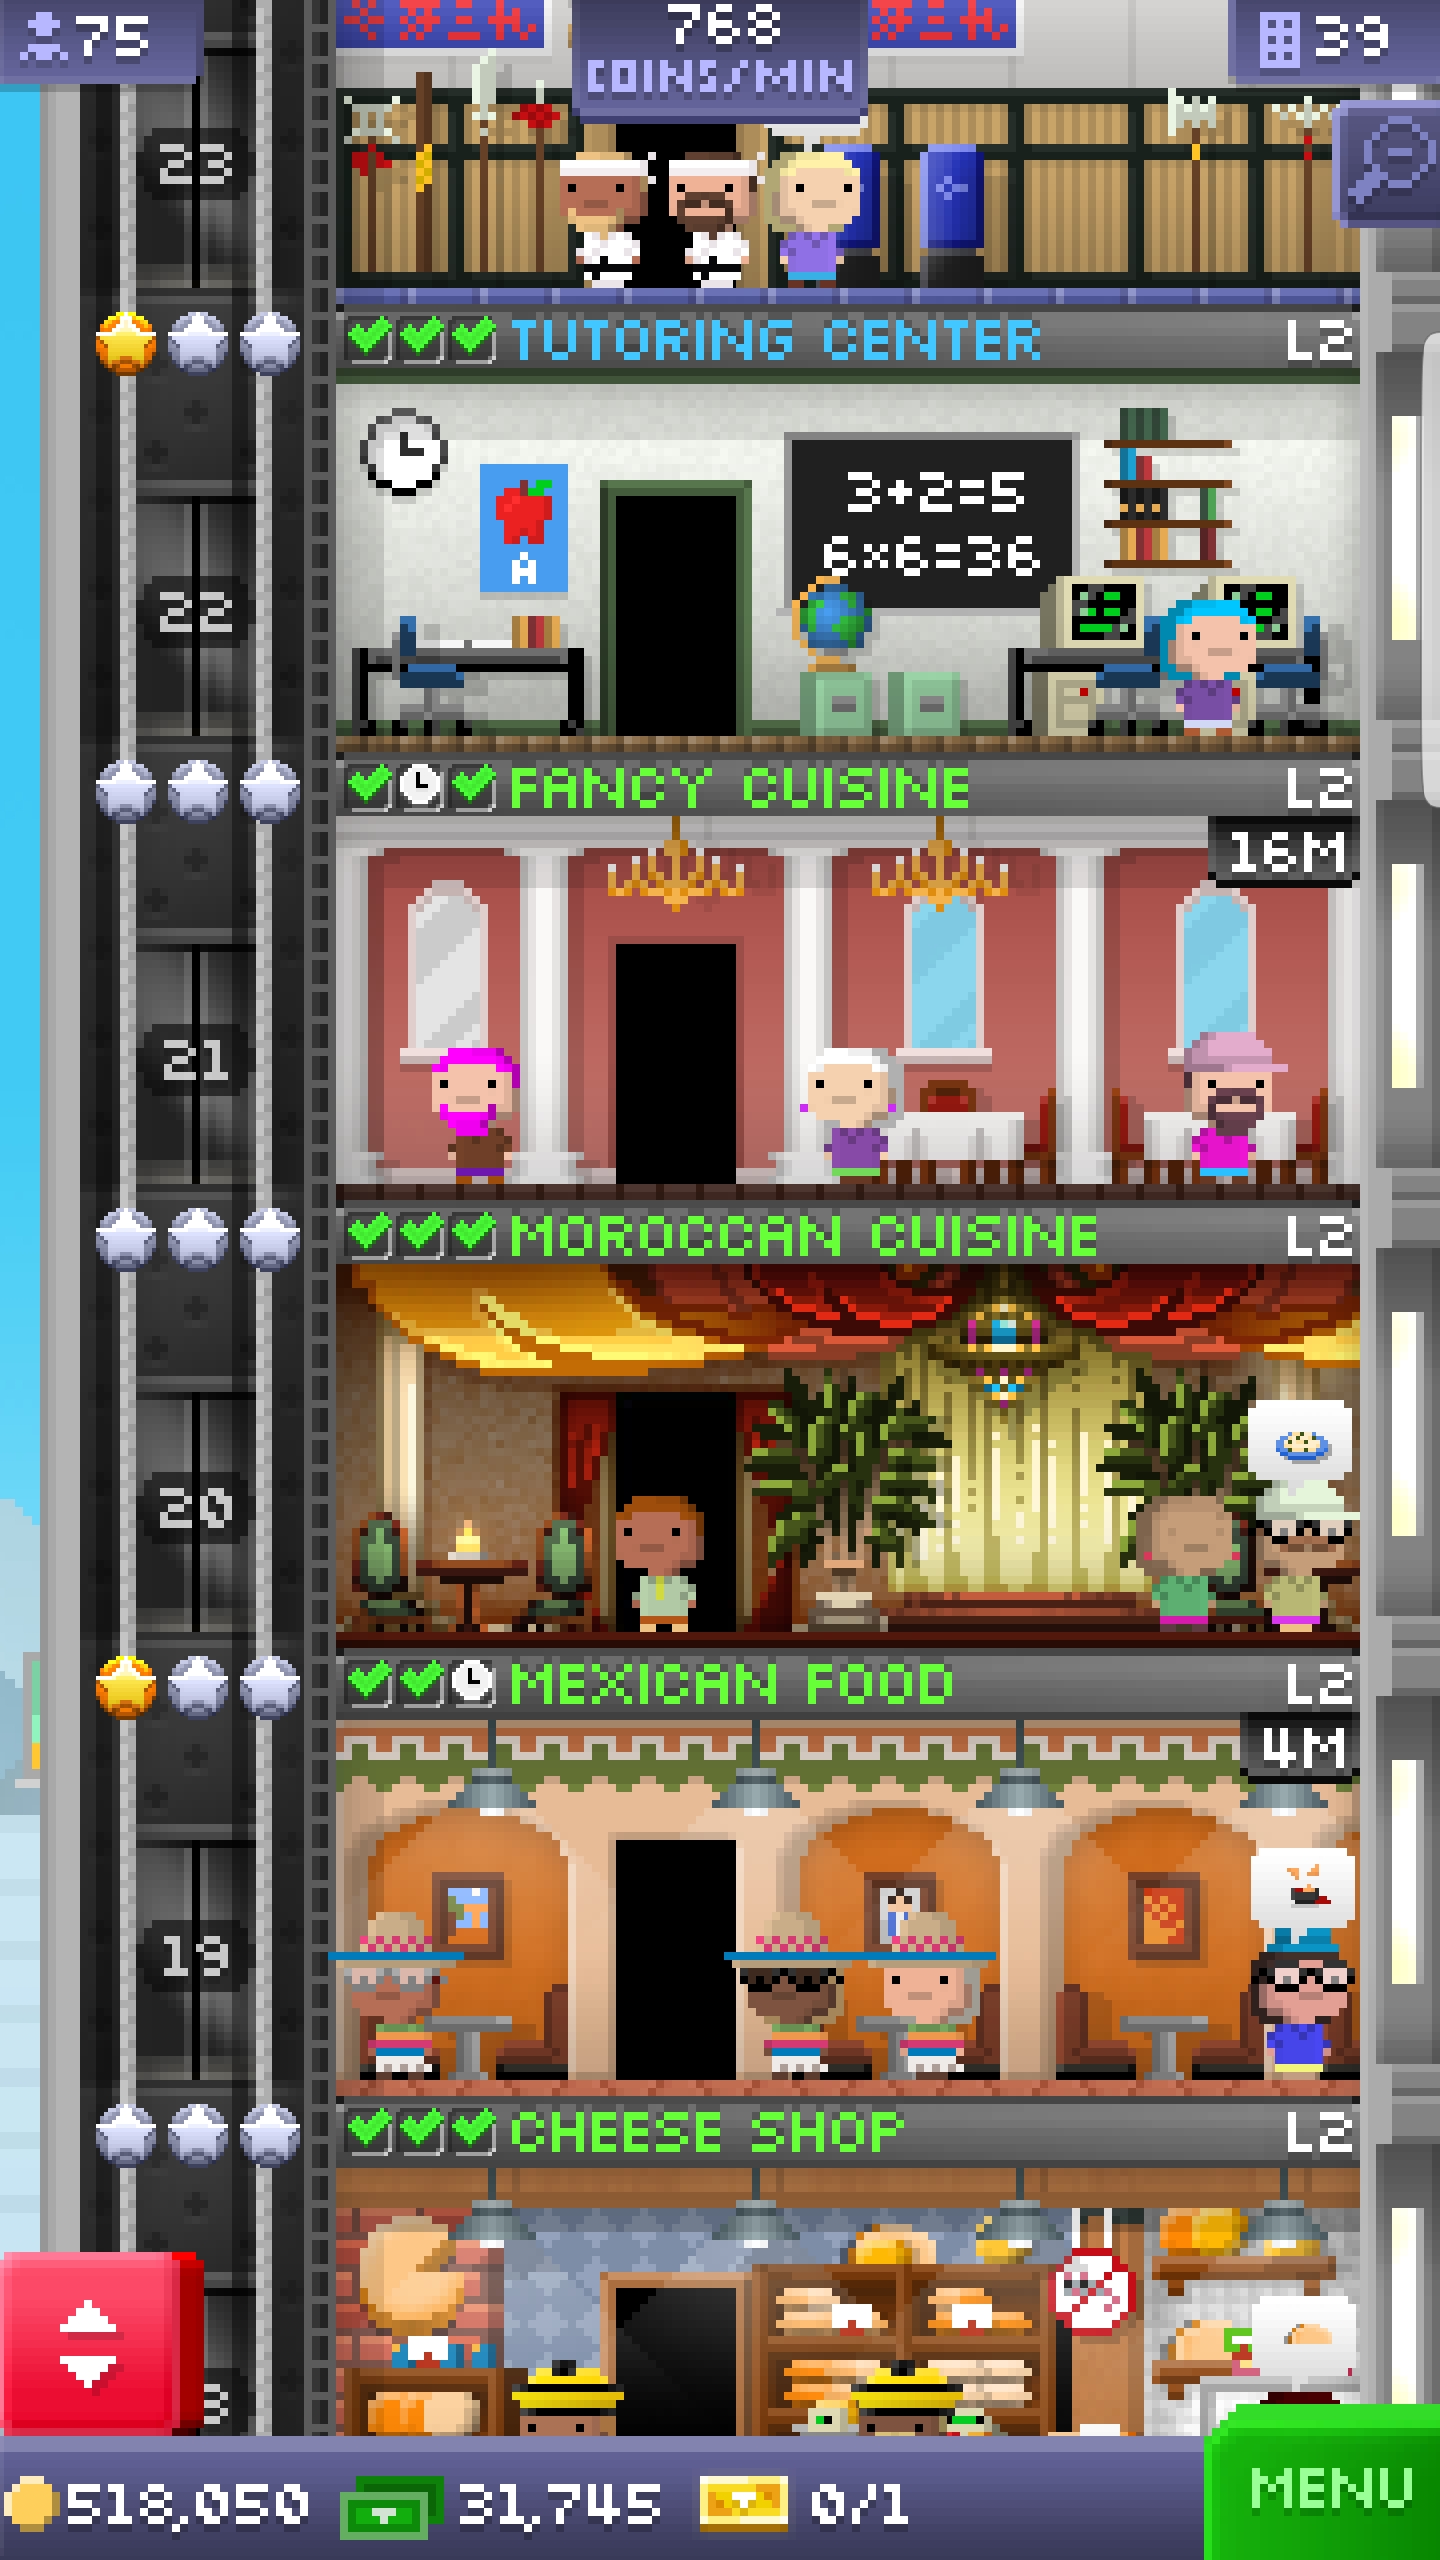 75
768
COINS/MIN
39
23
TUTORING CENTER L2
3+2=5
6×6=36
A
22
FANCY CUISINE L2
16M
21
MOROCCAN CUISINE L2
20
MEXICAN FOOD L2
4M
19
CHEESE SHOP L2
518,050 31,745 0/1
MENU